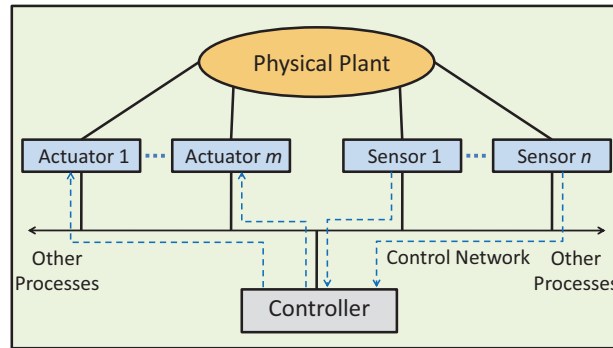 Physical Plant
Actuator 1
Actuator m
Sensor 1
Sensor n
Other
Processes
Control Network
Other
Processes
Controller